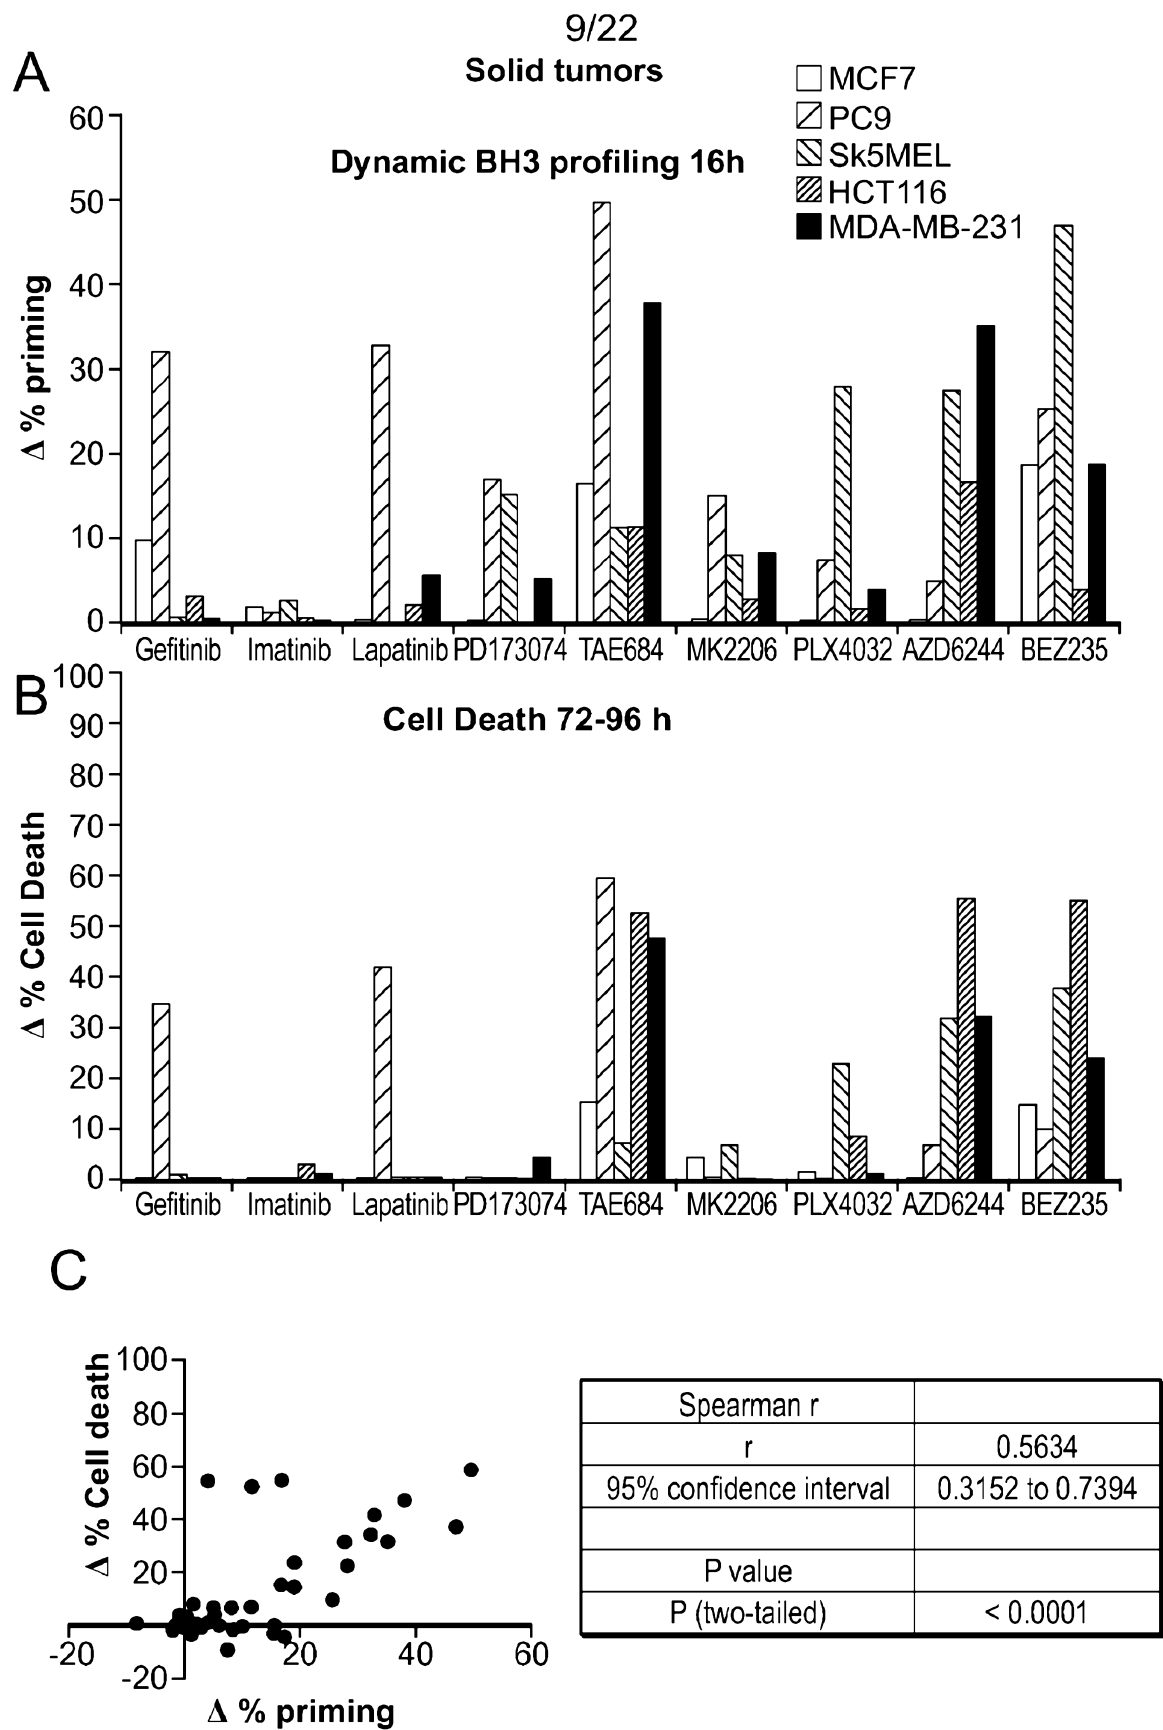 9/22
A
Solid tumors
MCF7
PC9
Sk5MEL
HCT116
MDA-MB-231
Dynamic BH3 profiling 16h
Δ % priming
60
50
40
30
20
10
0
Gefitinib Imatinib Lapatinib PD173074 TAE684 MK2206 PLX4032 AZD6244 BEZ235
B
Cell Death 72-96 h
Δ % Cell Death
100
90
80
70
60
50
40
30
20
10
0
Gefitinib Imatinib Lapatinib PD173074 TAE684 MK2206 PLX4032 AZD6244 BEZ235
C
Δ % Cell death
100
80
60
40
20
-20 20 40 60
-20
Δ % priming
Spearman r
r 0.5634
95% confidence interval 0.3152 to 0.7394
P value
P (two-tailed) < 0.0001